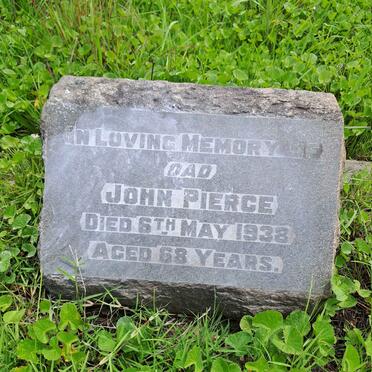 IN LOVING MEMORY OF
DAD
JOHN PIERCE
DIED 6TH MAY 1938
AGED 68 YEARS.